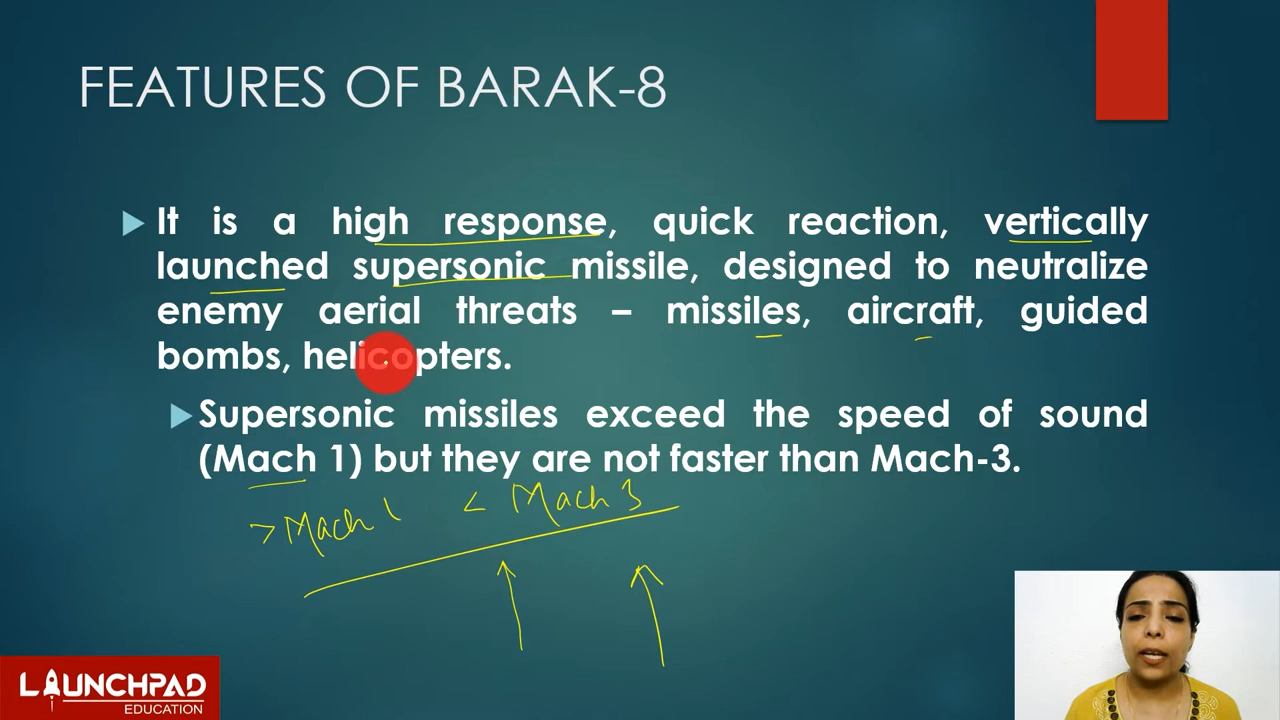 FEATURES OF BARAK-8
It is a high response, quick reaction, vertically
launched supersonic missile, designed to neutralize
enemy aerial threats – missiles, aircraft, guided
bombs, helicopters.
Supersonic missiles exceed the speed of sound
(Mach 1) but they are not faster than Mach-3.
> Mach 1 < Mach 3
LAUNCHPAD
EDUCATION